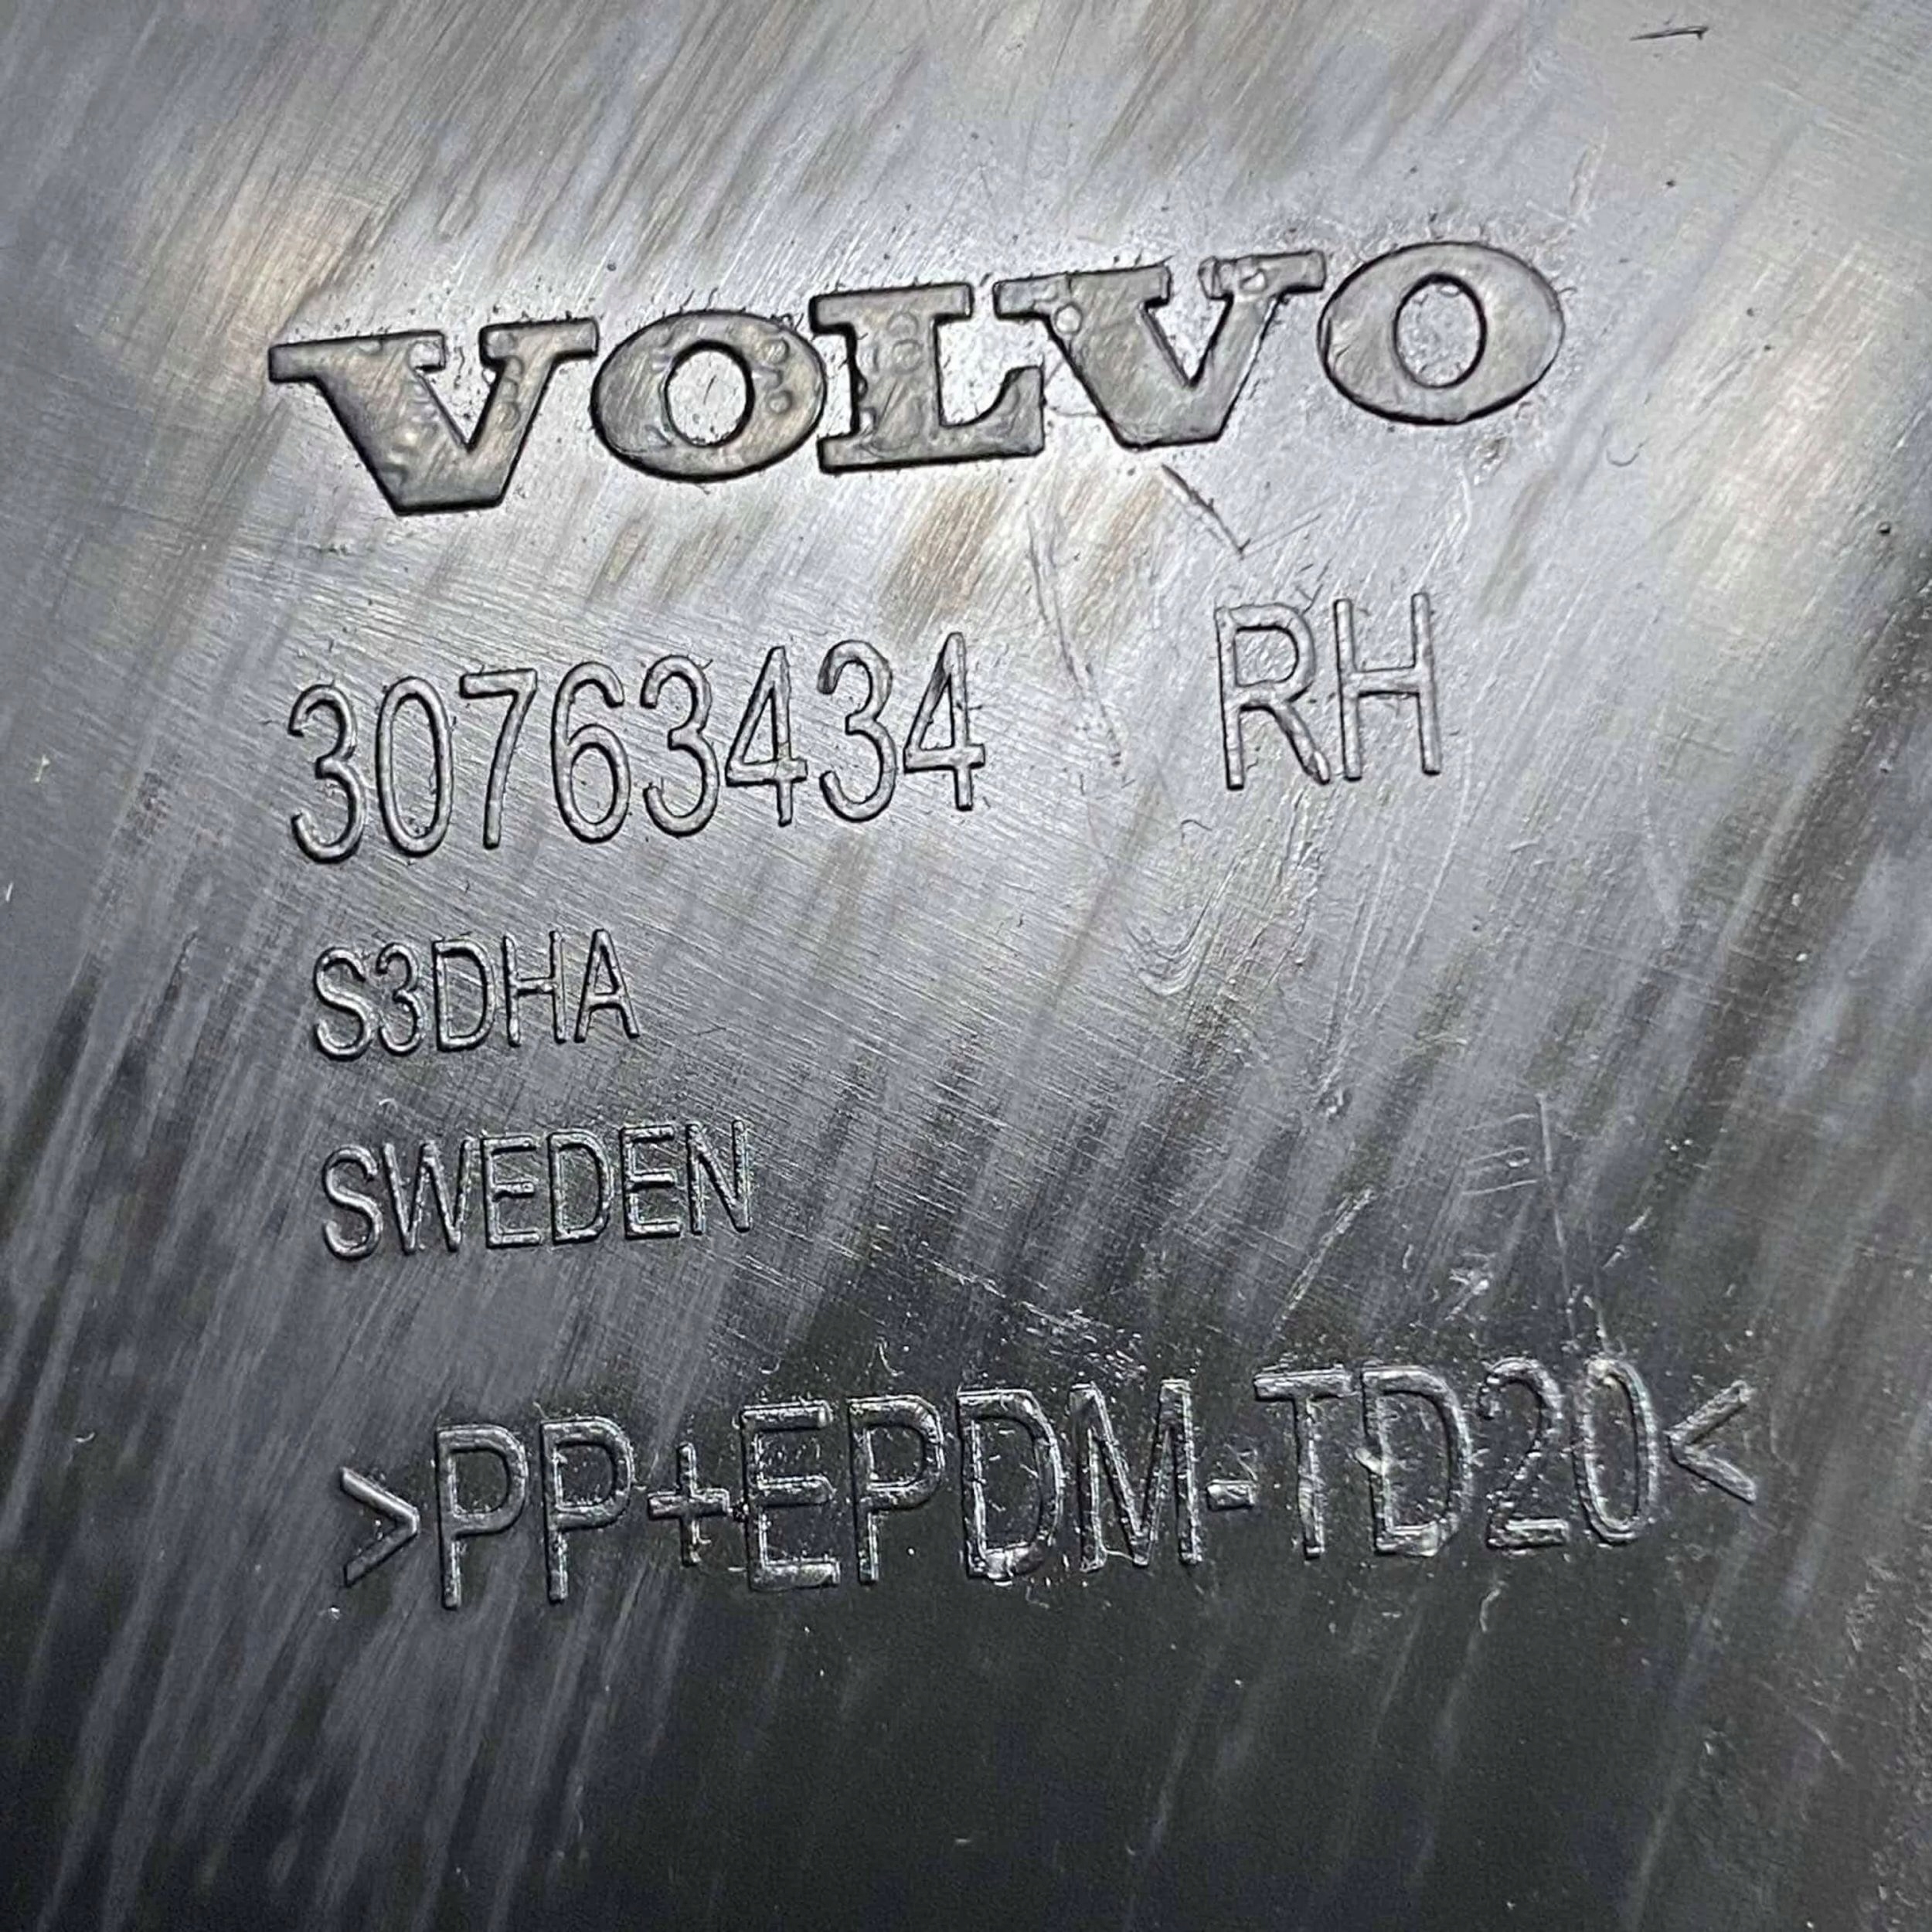 VOLVO
30763434 RH
S3DHA
SWEDEN
>PP+EPDM-TD20<